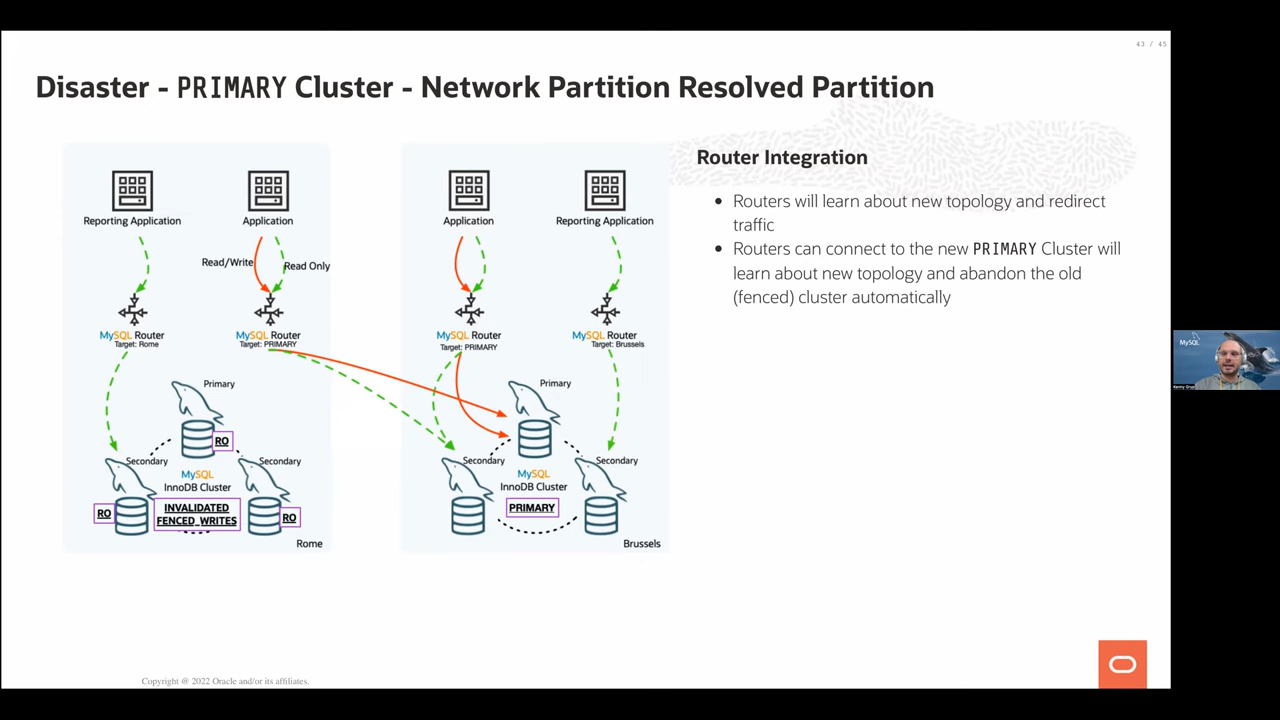 43 / 45
Disaster - PRIMARY Cluster - Network Partition Resolved Partition
Router Integration
• Routers will learn about new topology and redirect
traffic
• Routers can connect to the new PRIMARY Cluster will
learn about new topology and abandon the old
(fenced) cluster automatically
Reporting Application
Application
Read/Write
Read Only
MySQL Router
Target: Rome
MySQL Router
Target: PRIMARY
Primary
RO
Secondary
Secondary
MySQL
InnoDB Cluster
RO
INVALIDATED
FENCED_WRITES
RO
Rome
Application
Reporting Application
MySQL Router
Target: PRIMARY
MySQL Router
Target: Brussels
Primary
Secondary
Secondary
MySQL
InnoDB Cluster
PRIMARY
Brussels
MySQL
Copyright @ 2022 Oracle and/or its affiliates.